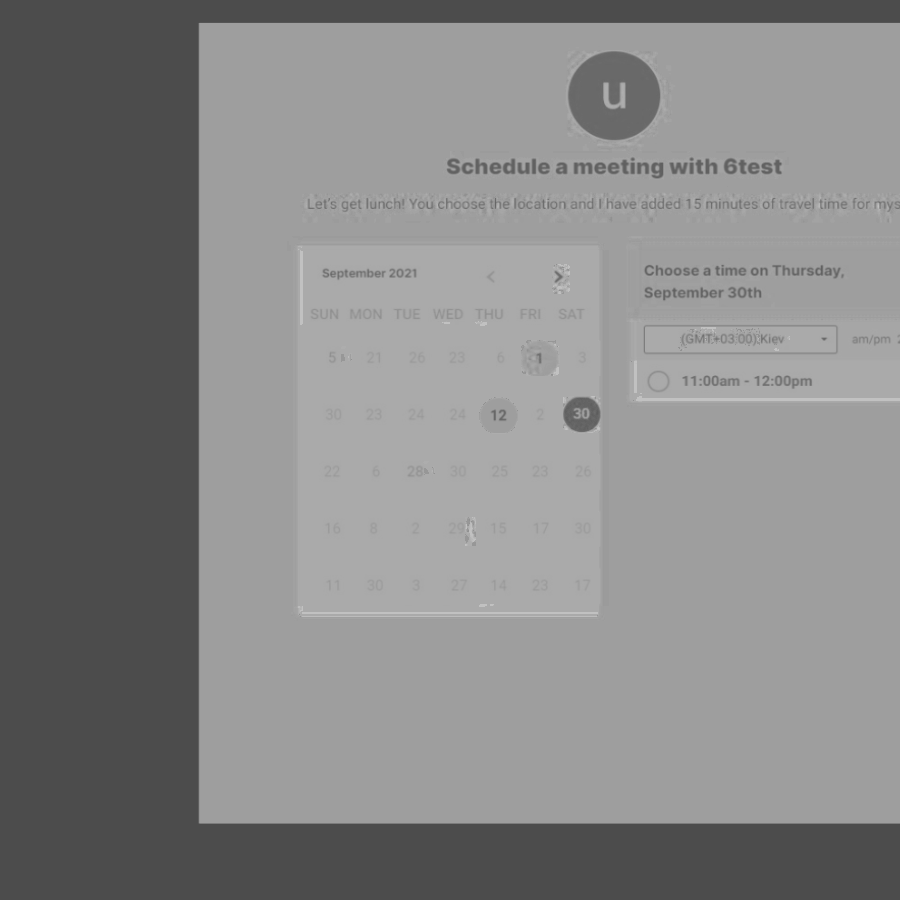 u
Schedule a meeting with 6test
Let's get lunch! You choose the location and I have added 15 minutes of travel time for mys
September 2021
SUN MON TUE WED THU FRI SAT
5 21 26 23 6 1 3
30 23 24 24 12 2 30
22 6 28 30 25 23 26
16 8 2 29 15 17 30
11 30 3 27 14 23 17
Choose a time on Thursday,
September 30th
(GMT+03:00) Kiev am/pm
11:00am - 12:00pm